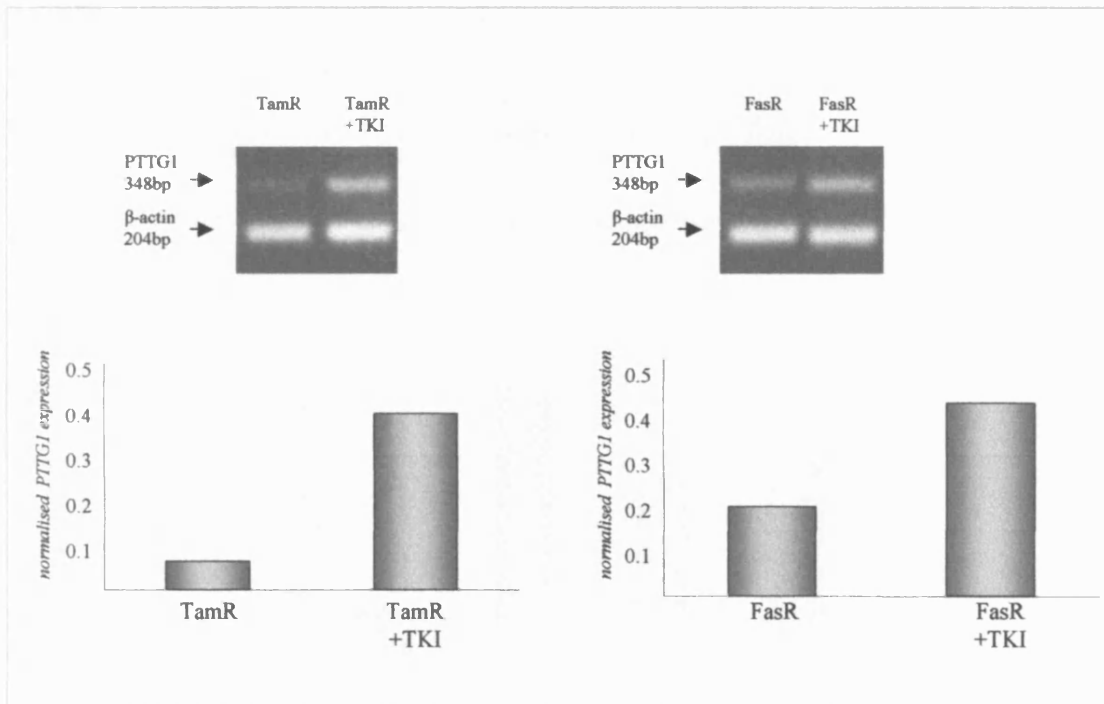 TamR
TamR
+TKI
PTTG1
348bp
β-actin
204bp
FasR
FasR
+TKI
PTTG1
348bp
β-actin
204bp
normalised PTTG1 expression
0.5
0.4
0.3
0.2
0.1
TamR
TamR
+TKI
normalised PTTG1 expression
0.5
0.4
0.3
0.2
0.1
FasR
FasR
+TKI